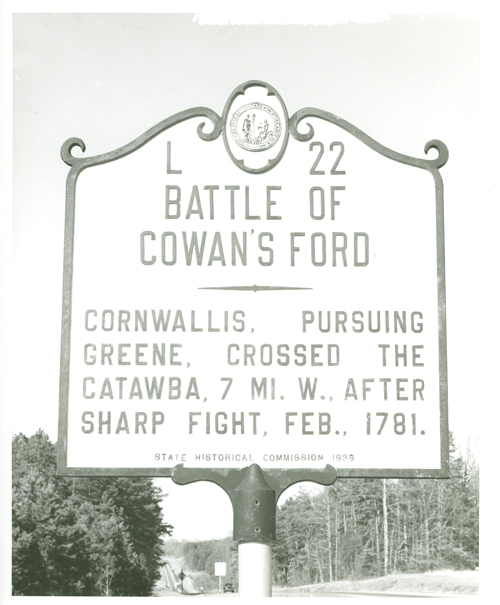 L 22
BATTLE OF
COWAN'S FORD
CORNWALLIS, PURSUING
GREENE, CROSSED THE
CATAWBA, 7 MI. W., AFTER
SHARP FIGHT, FEB., 1781.
STATE HISTORICAL COMMISSION 1939